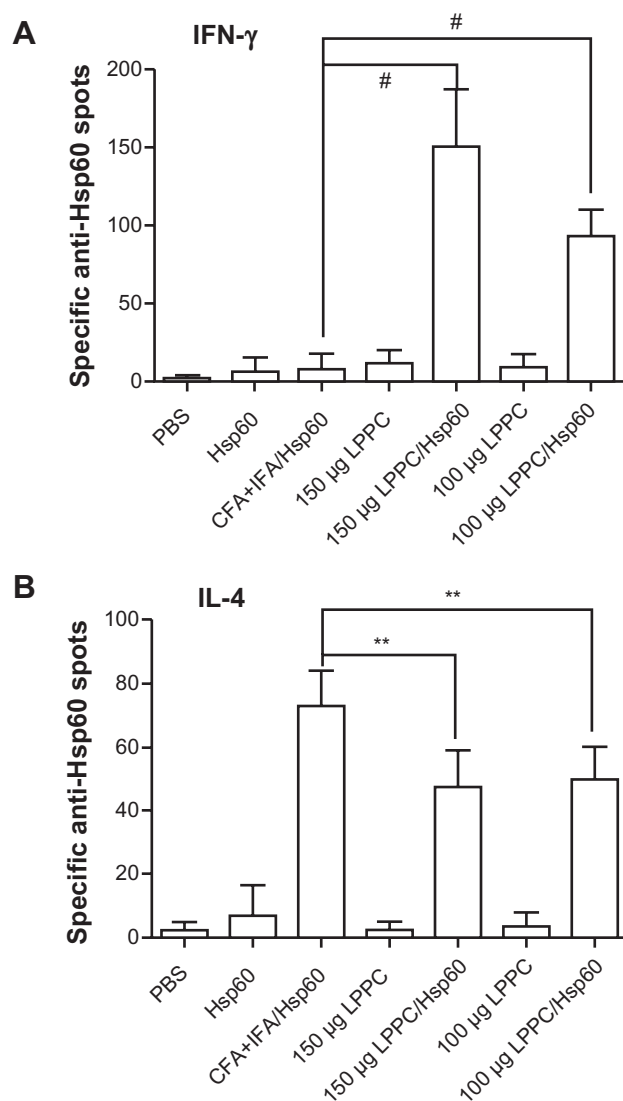 A
IFN-γ
#
#
Specific anti-Hsp60 spots
200
150
100
50
0
PBS
Hsp60
CFA+IFA/Hsp60
150 µg LPPC
150 µg LPPC/Hsp60
100 µg LPPC
100 µg LPPC/Hsp60
B
IL-4
**
**
Specific anti-Hsp60 spots
100
80
60
40
20
0
PBS
Hsp60
CFA+IFA/Hsp60
150 µg LPPC
150 µg LPPC/Hsp60
100 µg LPPC
100 µg LPPC/Hsp60